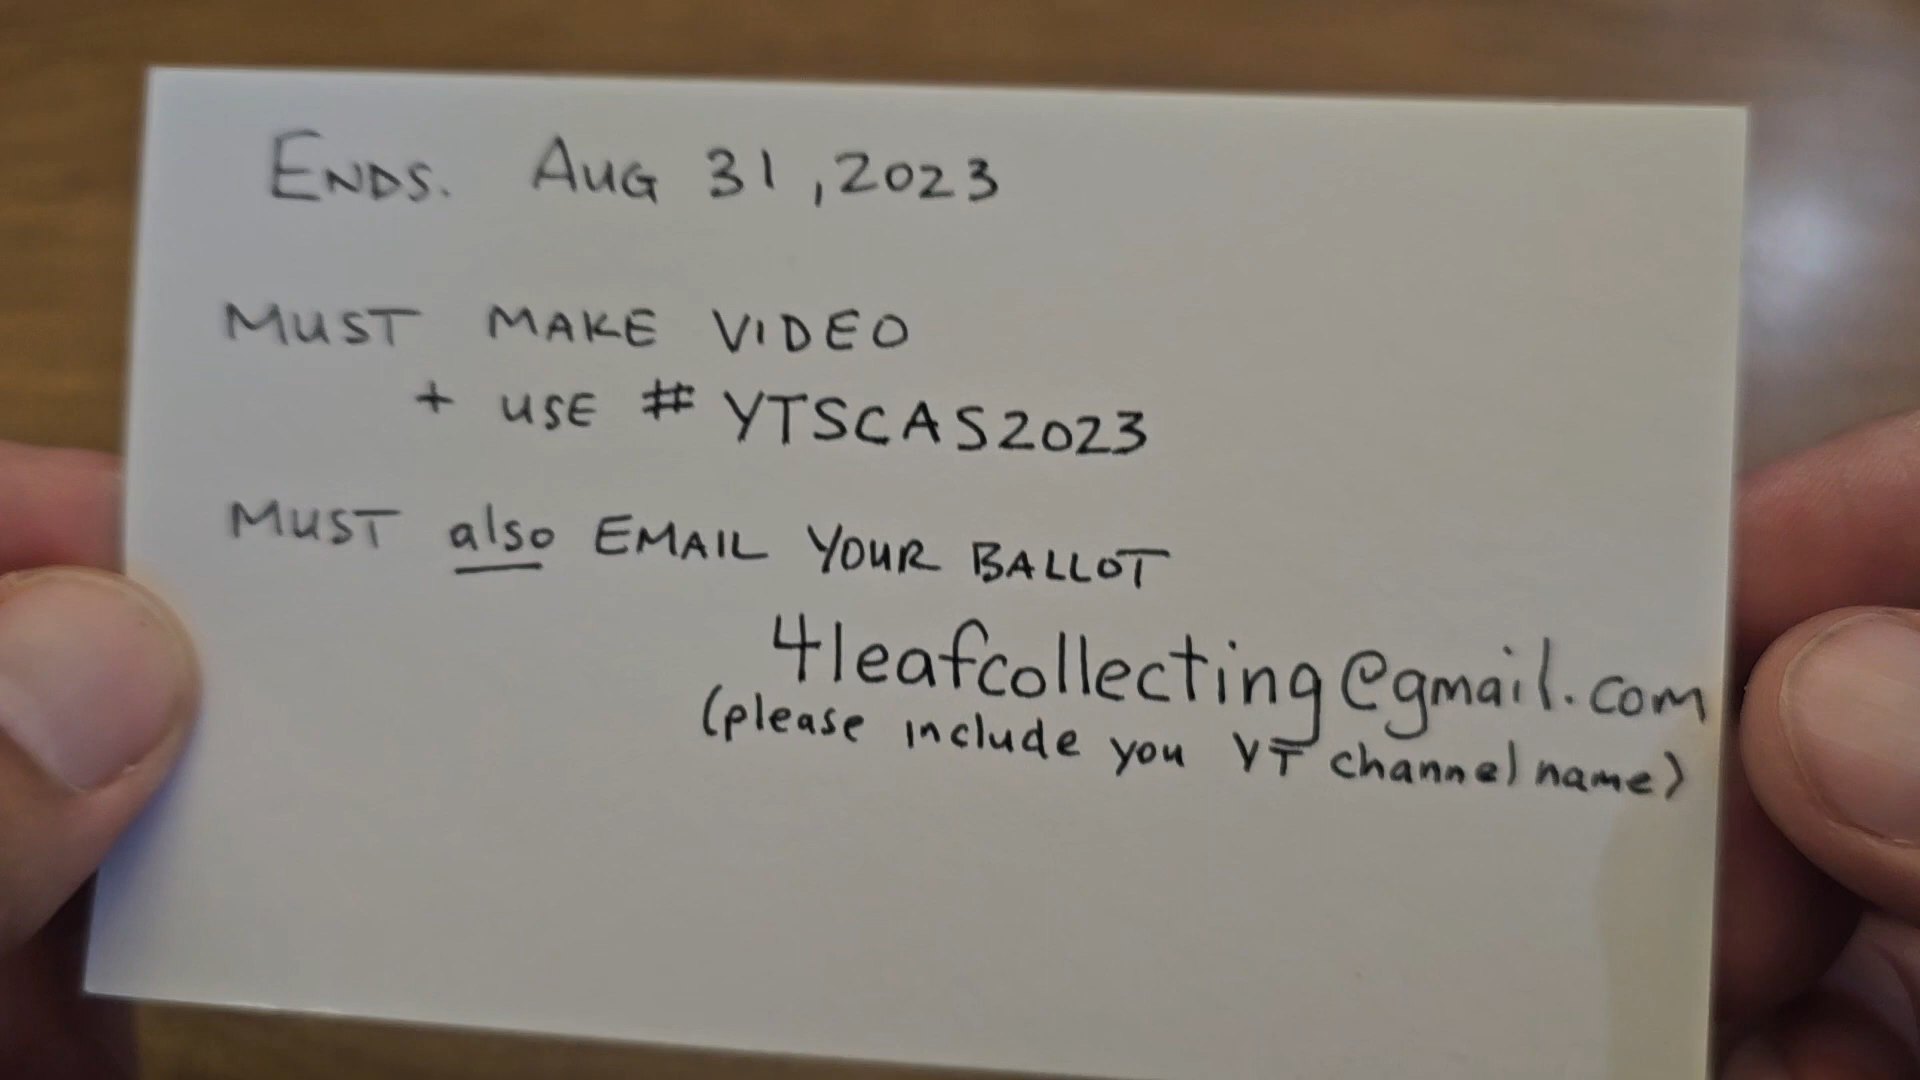 ENDS. AUG 31, 2023
MUST MAKE VIDEO
+ USE # YTSCAS2023
MUST also EMAIL YOUR BALLOT
4leafcollecting@gmail.com
(please include you YT channel name)